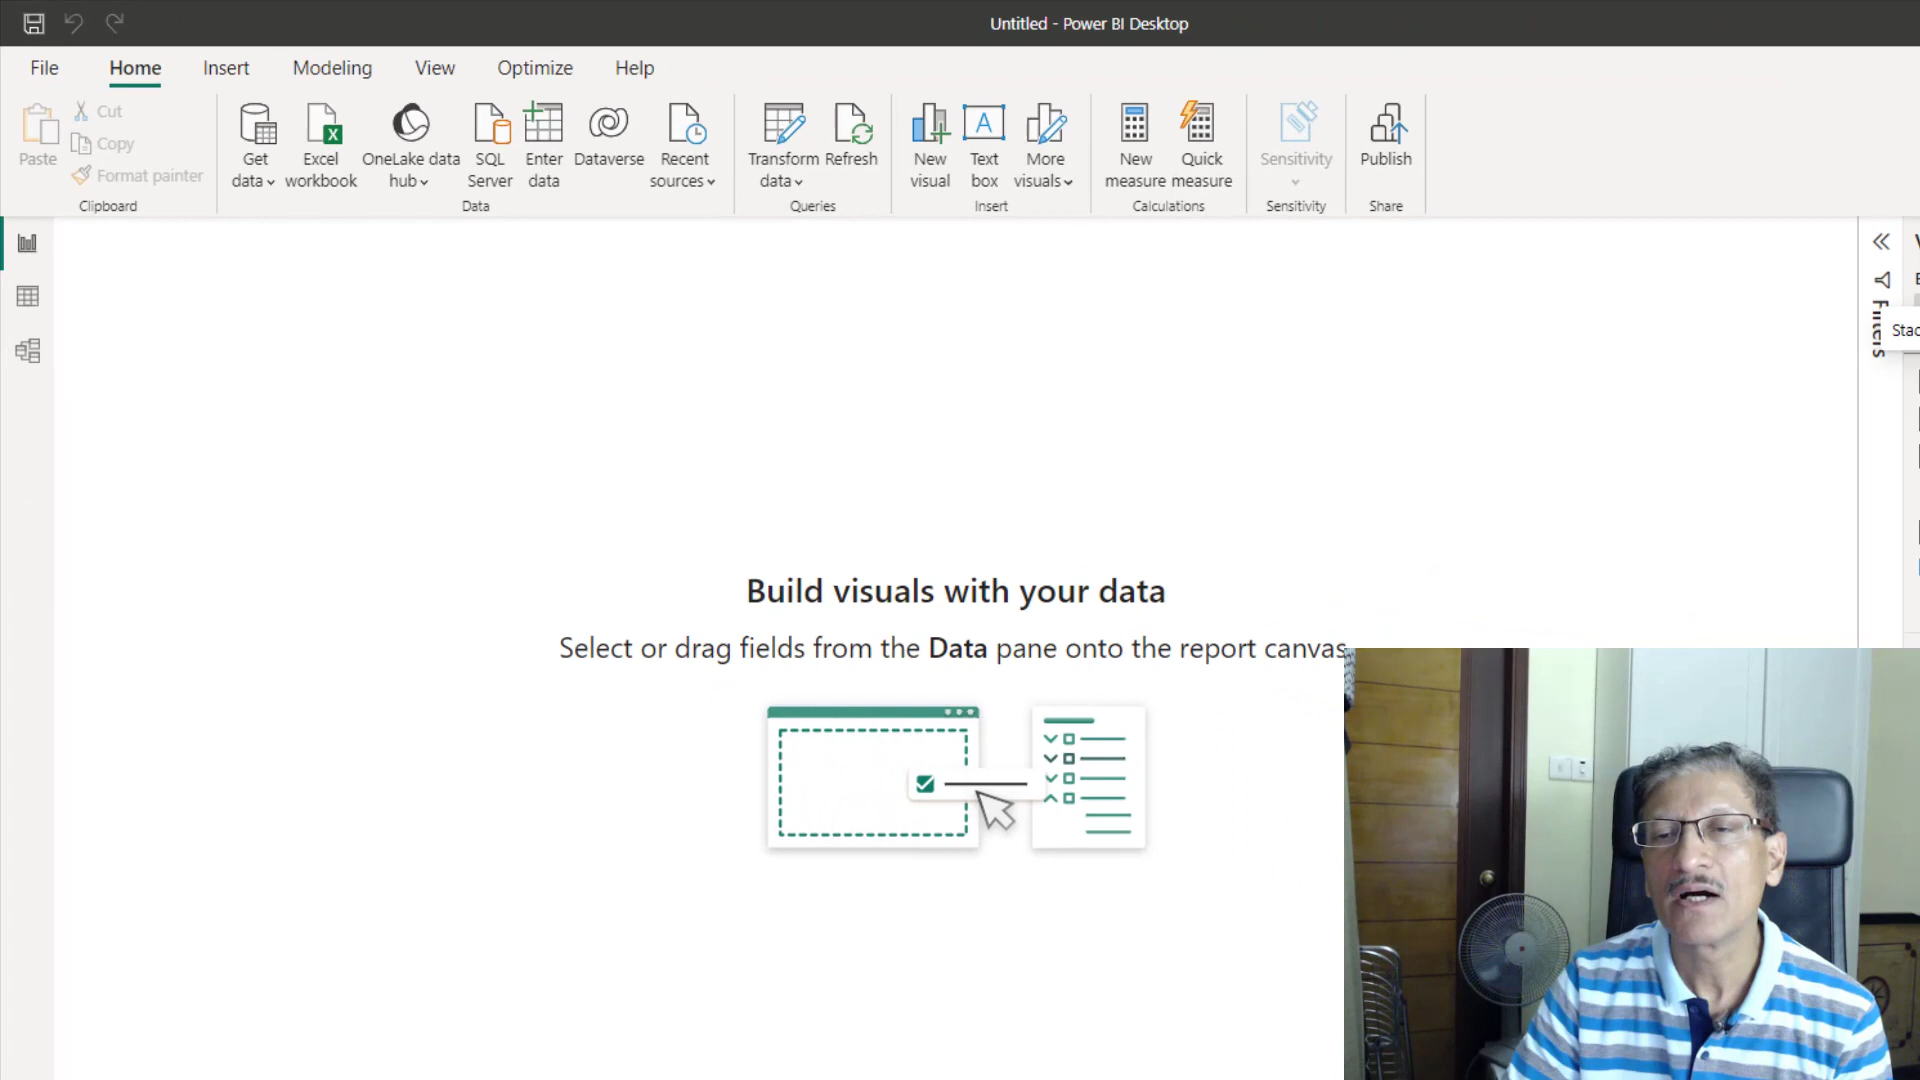 Untitled - Power BI Desktop
File Home Insert Modeling View Optimize Help
Paste
Cut
Copy
Format painter
Clipboard
Get data
Excel workbook
OneLake data hub
SQL Server
Enter data
Dataverse
Recent sources
Data
Transform data
Refresh
Queries
New visual
A
Text box
More visuals
Insert
New measure
Quick measure
Calculations
Sensitivity
Sensitivity
Publish
Share
Filters
Stac
Build visuals with your data
Select or drag fields from the Data pane onto the report canvas